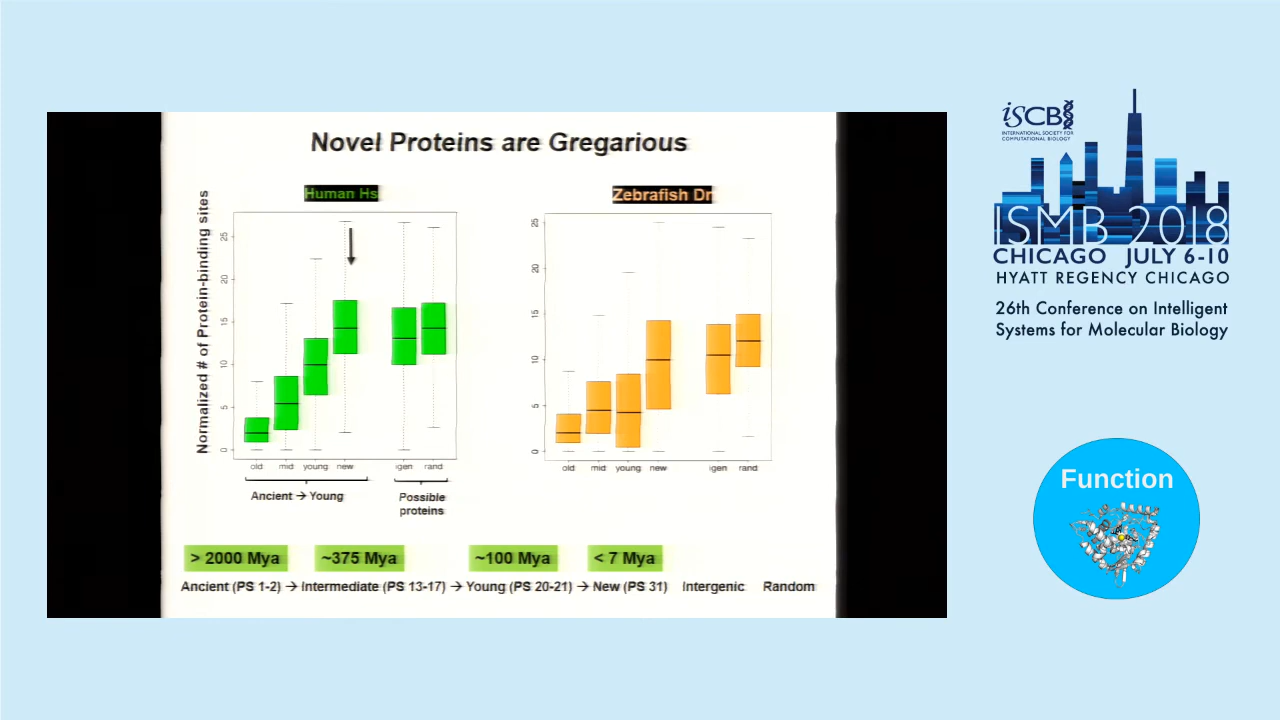 Novel Proteins are Gregarious
Human Hs
Zebrafish Dr
Normalized # of Protein-binding sites
0 5 10 15 20 25
old mid young new igen rand
Ancient → Young
Possible
proteins
0 5 10 15 20 25
old mid young new igen rand
> 2000 Mya ~375 Mya ~100 Mya < 7 Mya
Ancient (PS 1-2) → Intermediate (PS 13-17) → Young (PS 20-21) → New (PS 31) Intergenic Random
iSCB
INTERNATIONAL SOCIETY FOR
COMPUTATIONAL BIOLOGY
ISMB 2018
CHICAGO JULY 6-10
HYATT REGENCY CHICAGO
26th Conference on Intelligent
Systems for Molecular Biology
Function